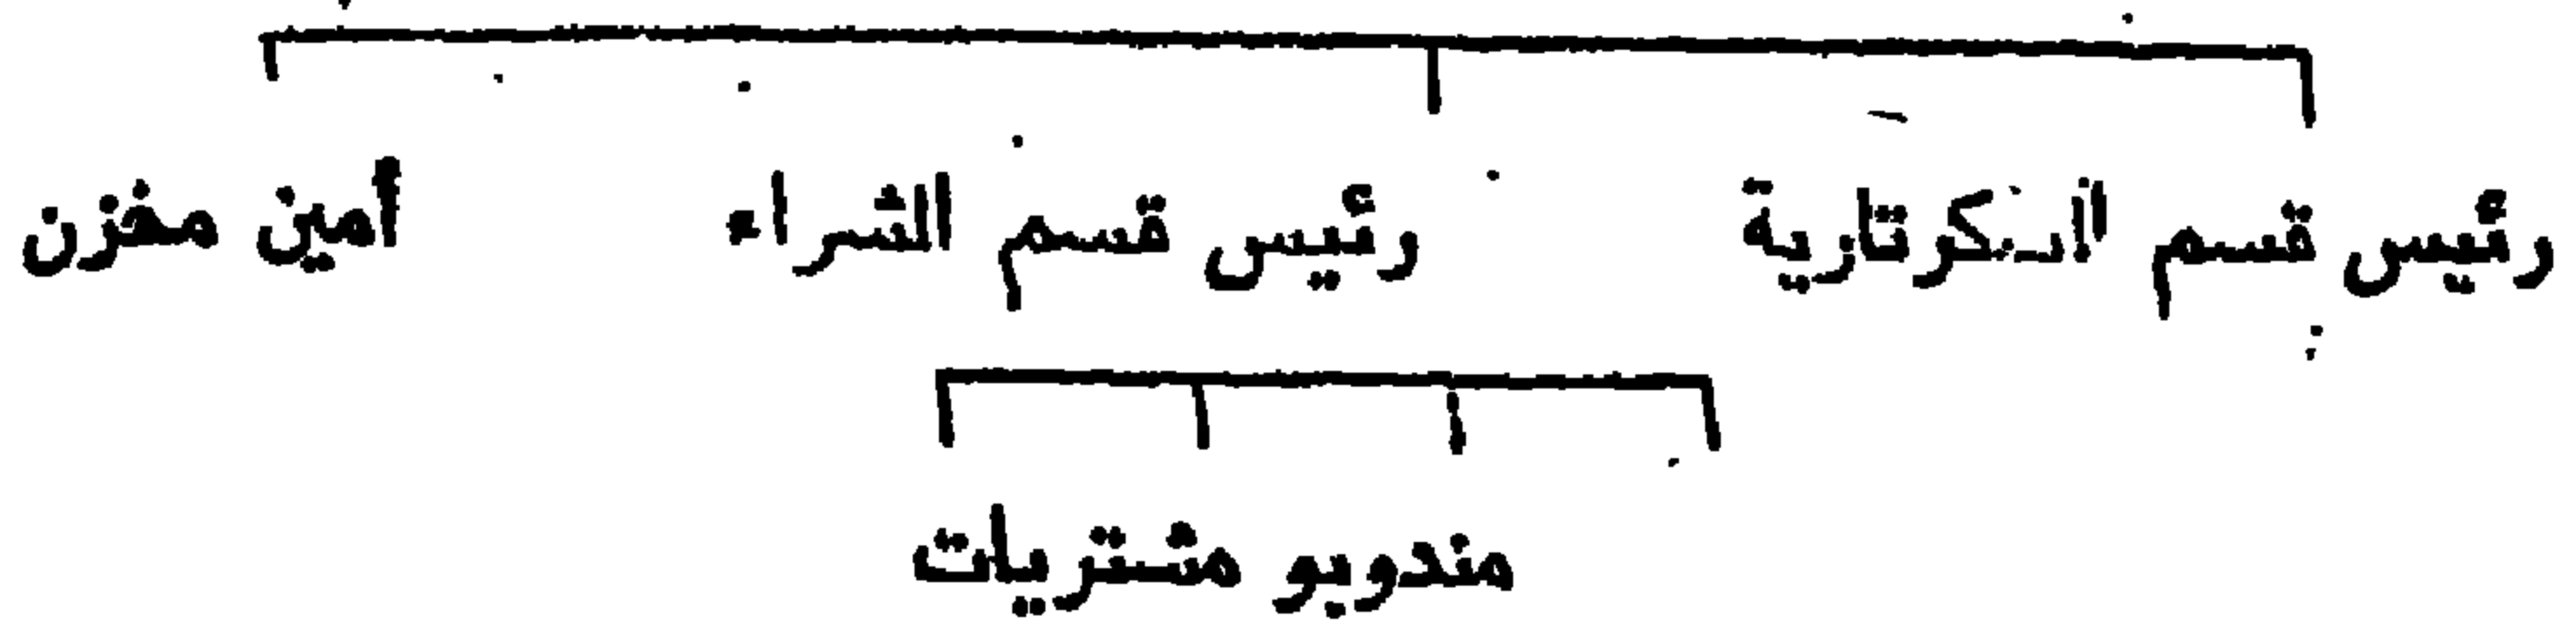 رئيس قسم السكرتارية رئيس قسم الشراء أمين مخزن
مندوبو مشتريات